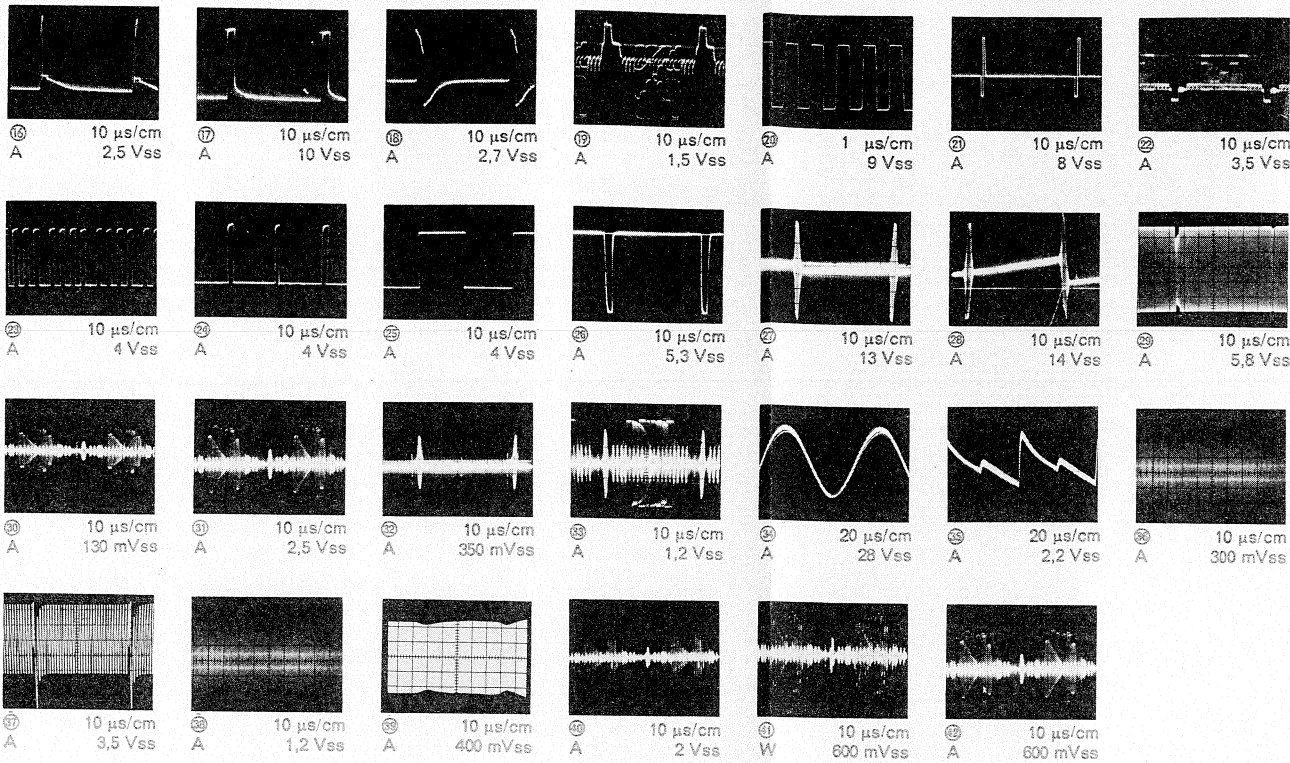 ⑯ 10 µs/cm
A 2,5 Vss
⑰ 10 µs/cm
A 10 Vss
⑱ 10 µs/cm
A 2,7 Vss
⑲ 10 µs/cm
A 1,5 Vss
⑳ 1 µs/cm
A 9 Vss
㉑ 10 µs/cm
A 8 Vss
㉒ 10 µs/cm
A 3,5 Vss
㉓ 10 µs/cm
A 4 Vss
㉔ 10 µs/cm
A 4 Vss
㉕ 10 µs/cm
A 4 Vss
㉖ 10 µs/cm
A 5,3 Vss
㉗ 10 µs/cm
A 13 Vss
㉘ 10 µs/cm
A 14 Vss
㉙ 10 µs/cm
A 5,8 Vss
㉚ 10 µs/cm
A 130 mVss
㉛ 10 µs/cm
A 2,5 Vss
㉜ 10 µs/cm
A 350 mVss
㉝ 10 µs/cm
A 1,2 Vss
㉞ 20 µs/cm
A 28 Vss
㉟ 20 µs/cm
A 2,2 Vss
㊱ 10 µs/cm
A 300 mVss
㊲ 10 µs/cm
A 3,5 Vss
㊳ 10 µs/cm
A 1,2 Vss
㊴ 10 µs/cm
A 400 mVss
㊵ 10 µs/cm
A 2 Vss
㊶ 10 µs/cm
W 600 mVss
㊷ 10 µs/cm
A 600 mVss